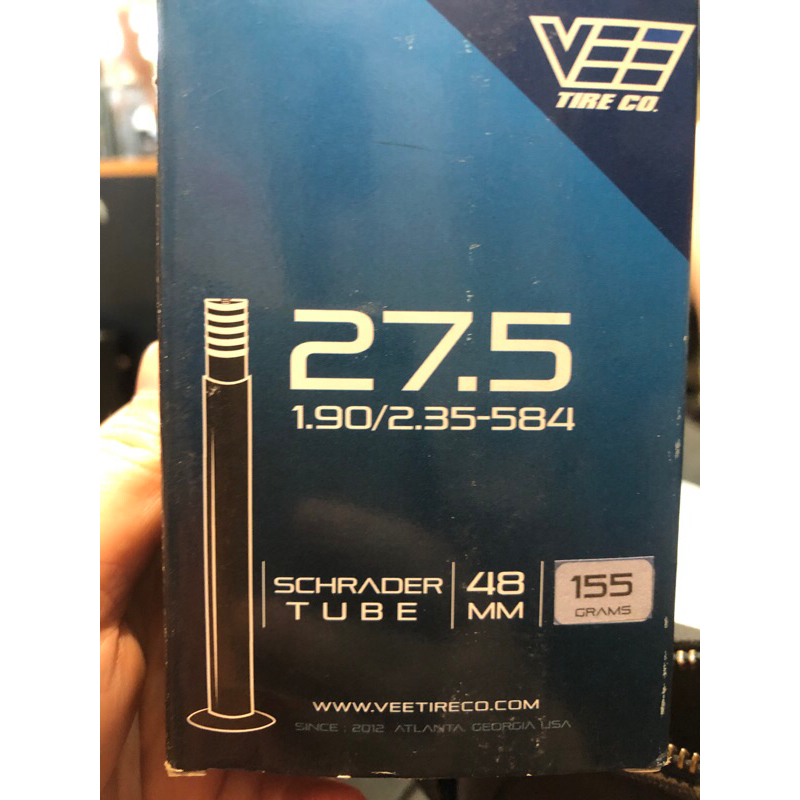 VEE
TIRE CO.
27.5
1.90/2.35-584
SCHRADER
TUBE
48
MM
155
GRAMS
WWW.VEETIRECO.COM
SINCE : 2012 ATLANTA, GEORGIA USA